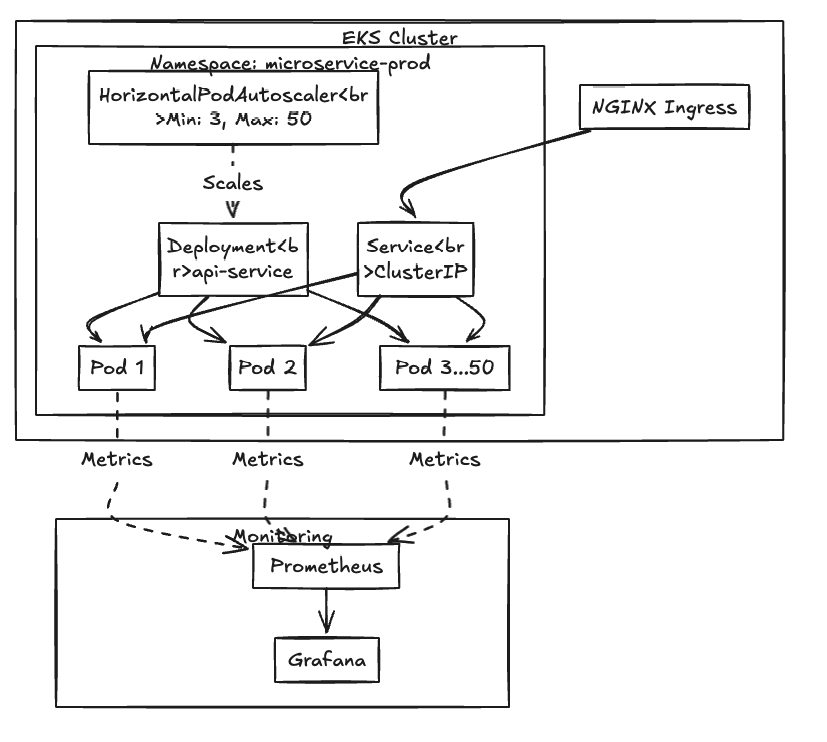 EKS Cluster
Namespace: microservice-prod
HorizontalPodAutoscaler<br
>Min: 3, Max: 50
NGINX Ingress
Scales
Deployment<b
r>api-service
Service<br
>ClusterIP
Pod 1
Pod 2
Pod 3...50
Metrics
Metrics
Metrics
Monitoring
Prometheus
Grafana